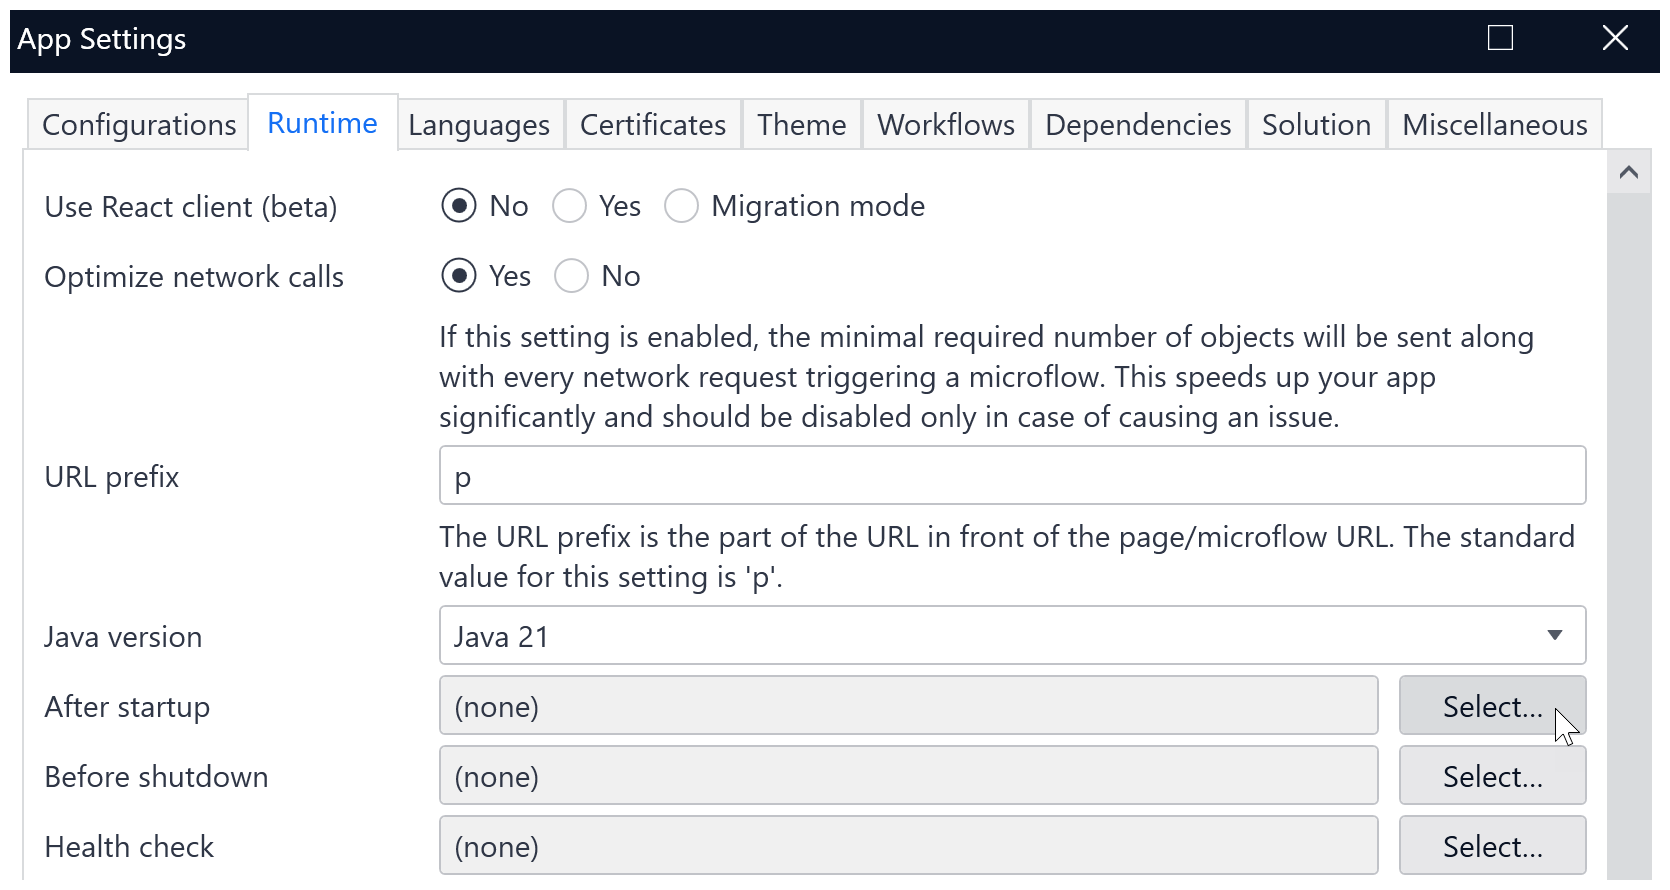 App Settings
Configurations Runtime Languages Certificates Theme Workflows Dependencies Solution Miscellaneous
Use React client (beta) No Yes Migration mode
Optimize network calls Yes No
If this setting is enabled, the minimal required number of objects will be sent along
with every network request triggering a microflow. This speeds up your app
significantly and should be disabled only in case of causing an issue.
URL prefix p
The URL prefix is the part of the URL in front of the page/microflow URL. The standard
value for this setting is 'p'.
Java version Java 21
After startup (none) Select...
Before shutdown (none) Select...
Health check (none) Select...